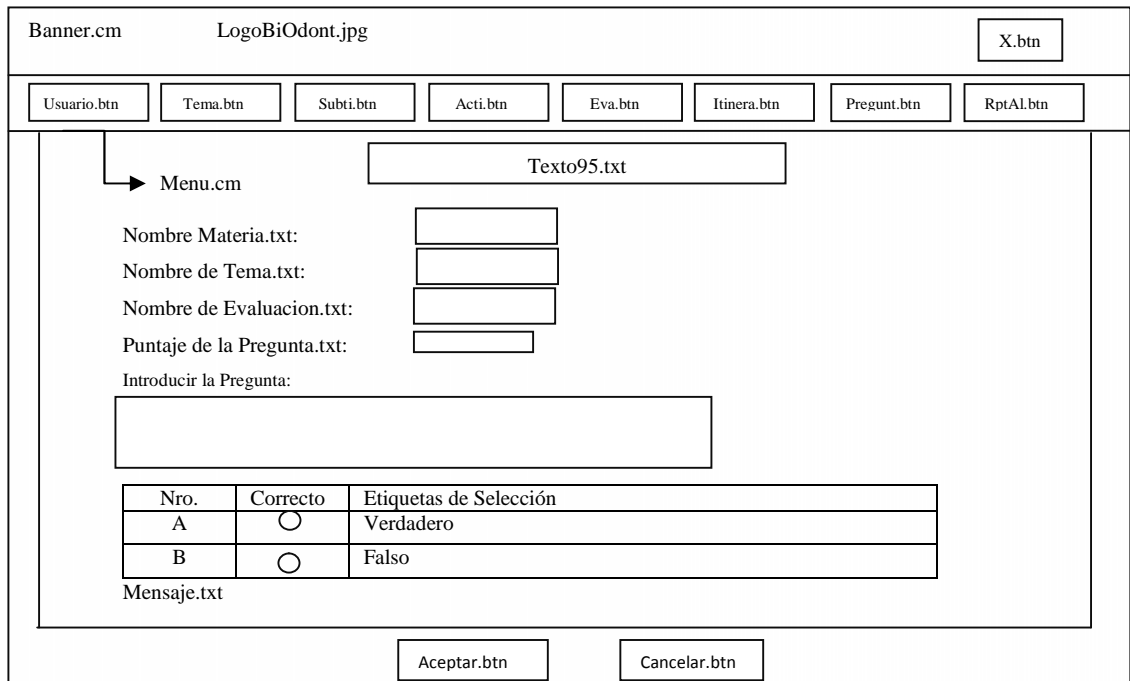 Banner.cm LogoBiOdont.jpg X.btn
Usuario.btn Tema.btn Subti.btn Acti.btn Eva.btn Itinera.btn Pregunt.btn RptAl.btn
Texto95.txt
Menu.cm
Nombre Materia.txt:
Nombre de Tema.txt:
Nombre de Evaluacion.txt:
Puntaje de la Pregunta.txt:
Introducir la Pregunta:
Nro. Correcto Etiquetas de Selección
A Verdadero
B Falso
Mensaje.txt
Aceptar.btn Cancelar.btn